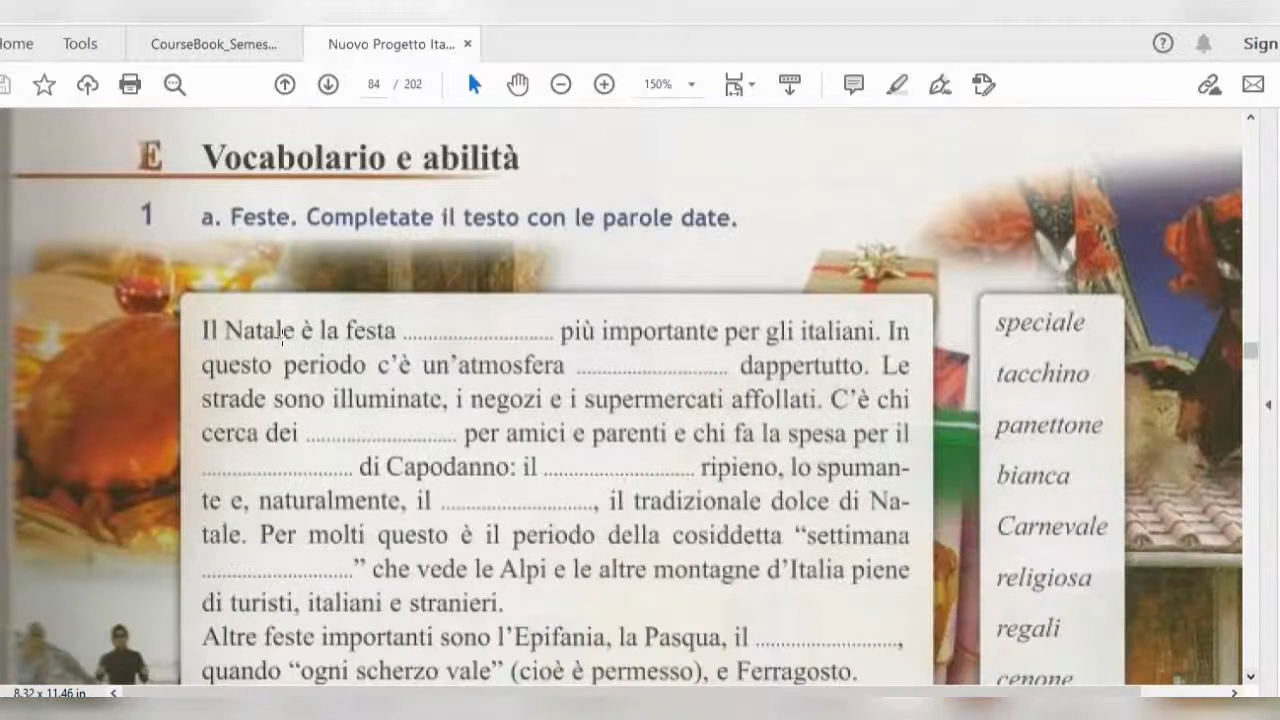 Home Tools CourseBook_Semes... Nuovo Progetto Ita... ×
Sign
84 / 202 150%
E Vocabolario e abilità
1 a. Feste. Completate il testo con le parole date.
Il Natale è la festa .............................. più importante per gli italiani. In
questo periodo c'è un'atmosfera .............................. dappertutto. Le
strade sono illuminate, i negozi e i supermercati affollati. C'è chi
cerca dei .............................. per amici e parenti e chi fa la spesa per il
.............................. di Capodanno: il .............................. ripieno, lo spuman-
te e, naturalmente, il .............................., il tradizionale dolce di Na-
tale. Per molti questo è il periodo della cosiddetta “settimana
..............................” che vede le Alpi e le altre montagne d'Italia piene
di turisti, italiani e stranieri.
Altre feste importanti sono l'Epifania, la Pasqua, il ..............................,
quando “ogni scherzo vale” (cioè è permesso), e Ferragosto.
speciale
tacchino
panettone
bianca
Carnevale
religiosa
regali
cenone
8.32 x 11.46 in